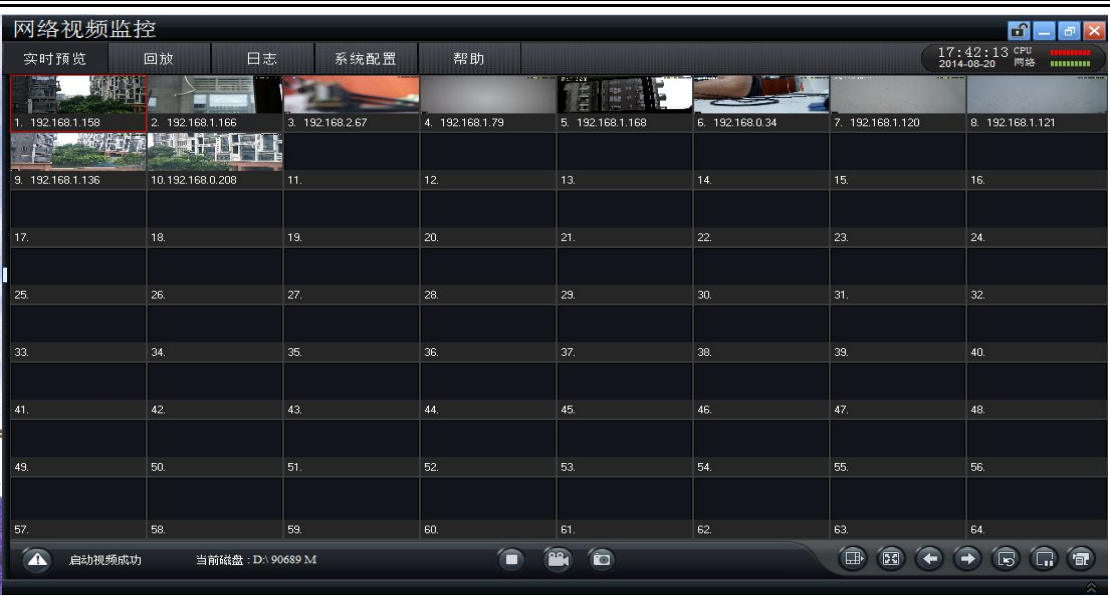 网络视频监控
实时预览 回放 日志 系统配置 帮助
17:42:13 CPU
2014-08-20 网络
1. 192.168.1.158 2. 192.168.1.166 3. 192.168.2.67 4. 192.168.1.79 5. 192.168.1.168 6. 192.168.0.34 7. 192.168.1.120 8. 192.168.1.121
9. 192.168.1.136 10.192.168.0.208 11. 12. 13. 14. 15. 16.
17. 18. 19. 20. 21. 22. 23. 24.
25. 26. 27. 28. 29. 30. 31. 32.
33. 34. 35. 36. 37. 38. 39. 40.
41. 42. 43. 44. 45. 46. 47. 48.
49. 50. 51. 52. 53. 54. 55. 56.
57. 58. 59. 60. 61. 62. 63. 64.
启动视频成功 当前磁盘 : D:\ 90689 M